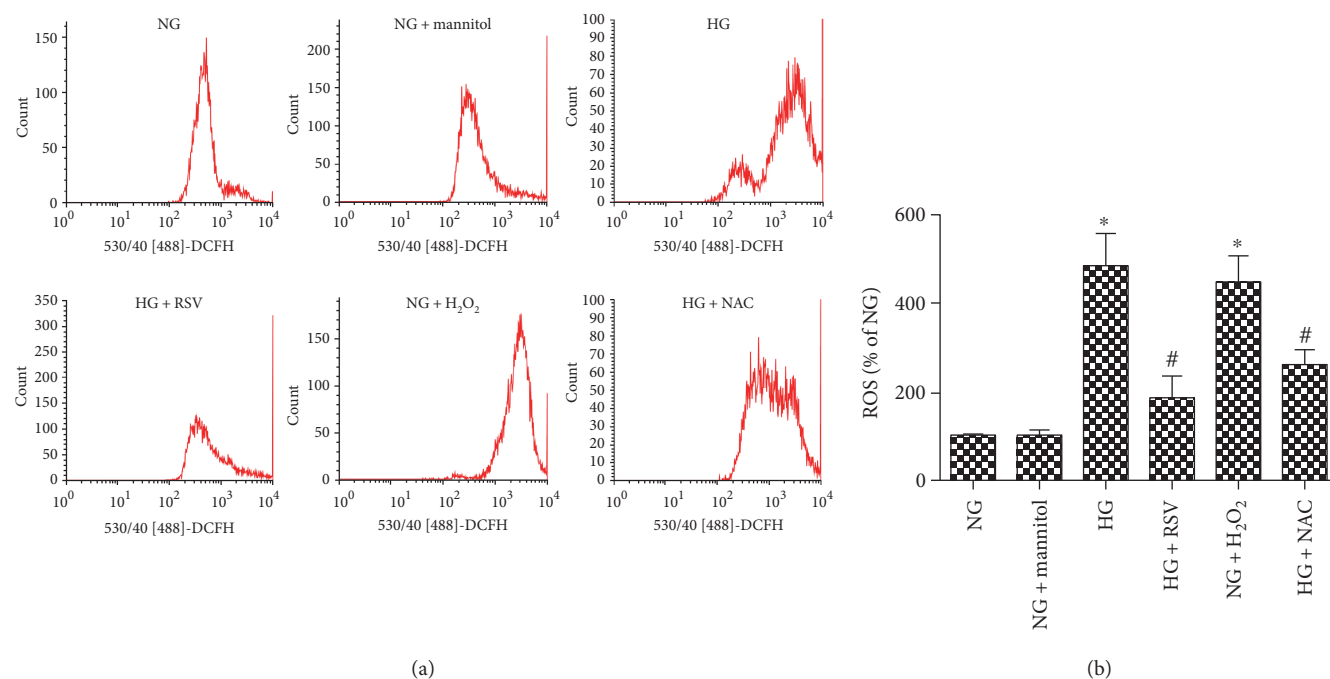 NG
150
100
50
0
Count
10^0 10^1 10^2 10^3 10^4
530/40 [488]-DCFH
NG + mannitol
200
150
100
50
0
Count
10^0 10^1 10^2 10^3 10^4
530/40 [488]-DCFH
HG
100
90
80
70
60
50
40
30
20
10
0
Count
10^0 10^1 10^2 10^3 10^4
530/40 [488]-DCFH
HG + RSV
350
300
250
200
150
100
50
0
Count
10^0 10^1 10^2 10^3 10^4
530/40 [488]-DCFH
NG + H₂O₂
150
100
50
0
Count
10^0 10^1 10^2 10^3 10^4
530/40 [488]-DCFH
HG + NAC
100
90
80
70
60
50
40
30
20
10
0
Count
10^0 10^1 10^2 10^3 10^4
530/40 [488]-DCFH
(a)
600
400
200
0
ROS (% of NG)
*
#
*
#
NG
NG + mannitol
HG
HG + RSV
NG + H₂O₂
HG + NAC
(b)